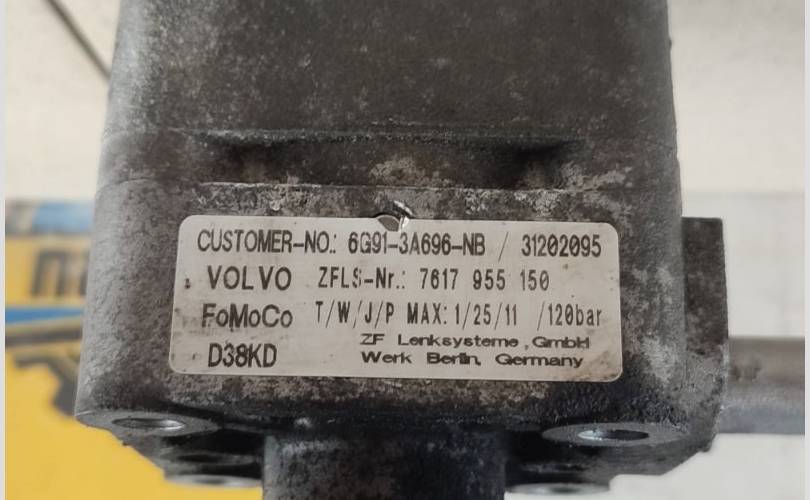 CUSTOMER-NO.: 6G91-3A696-NB / 31202095
VOLVO ZFLS-Nr.: 7617 955 150
FoMoCo T/W/J/P MAX: 1/25/11 /120bar
ZF Lenksysteme, GmbH
D38KD Werk Berlin, Germany